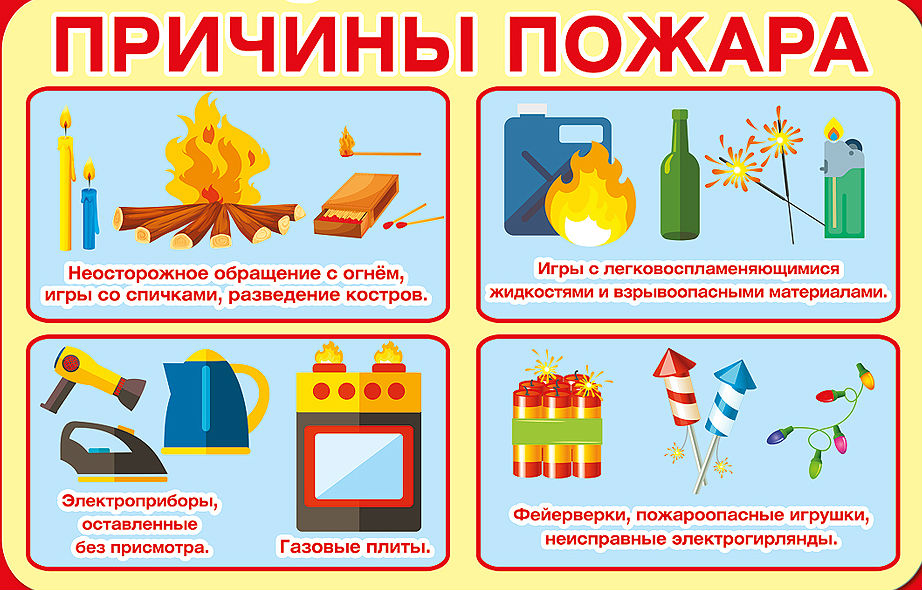 ПРИЧИНЫ ПОЖАРА
Неосторожное обращение с огнём,
игры со спичками, разведение костров.
Игры с легковоспламеняющимися
жидкостями и взрывоопасными материалами.
Электроприборы,
оставленные
без присмотра.
Газовые плиты.
Фейерверки, пожароопасные игрушки,
неисправные электрогирлянды.